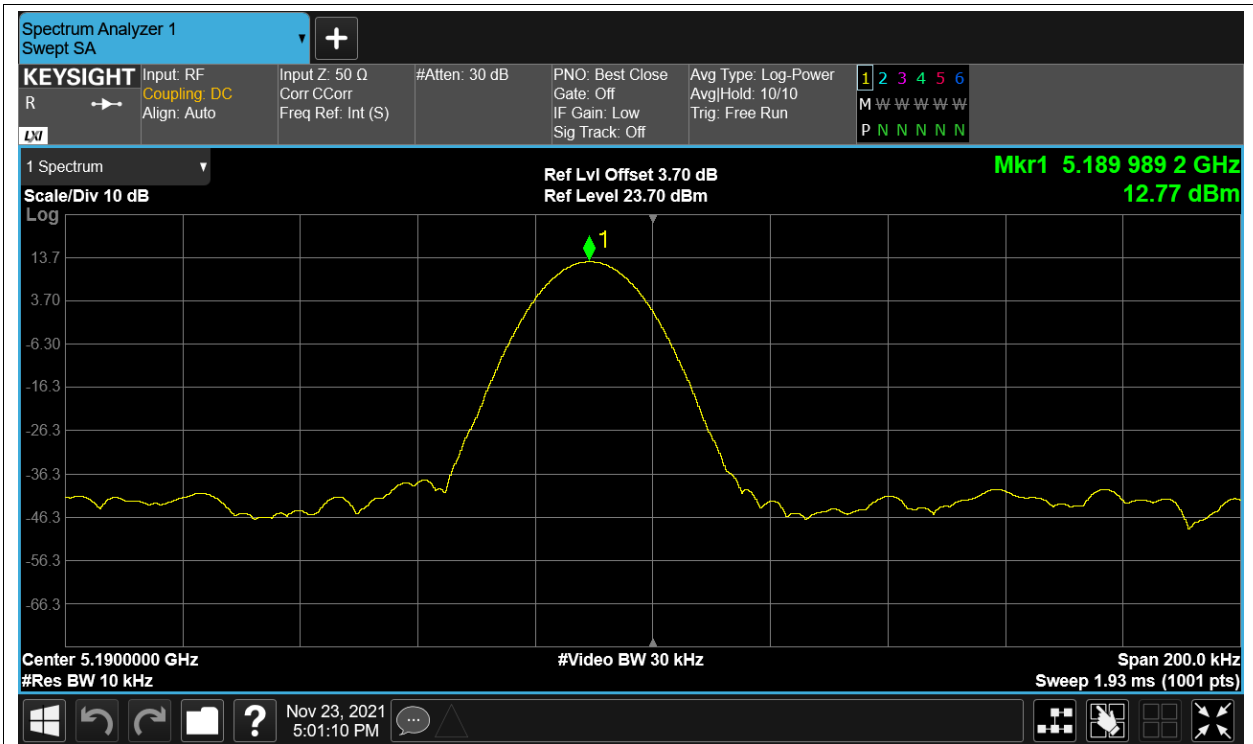 Spectrum Analyzer 1
Swept SA
KEYSIGHT
R
LXI
Input: RF
Coupling: DC
Align: Auto
Input Z: 50 Ω
Corr CCorr
Freq Ref: Int (S)
#Atten: 30 dB
PNO: Best Close
Gate: Off
IF Gain: Low
Sig Track: Off
Avg Type: Log-Power
Avg|Hold: 10/10
Trig: Free Run
1 2 3 4 5 6
M W W W W W W
P N N N N N N
1 Spectrum
Scale/Div 10 dB
Log
Ref Lvl Offset 3.70 dB
Ref Level 23.70 dBm
Mkr1 5.189 989 2 GHz
12.77 dBm
1
13.7
3.70
-6.30
-16.3
-26.3
-36.3
-46.3
-56.3
-66.3
Center 5.1900000 GHz
#Res BW 10 kHz
#Video BW 30 kHz
Span 200.0 kHz
Sweep 1.93 ms (1001 pts)
?
Nov 23, 2021
5:01:10 PM